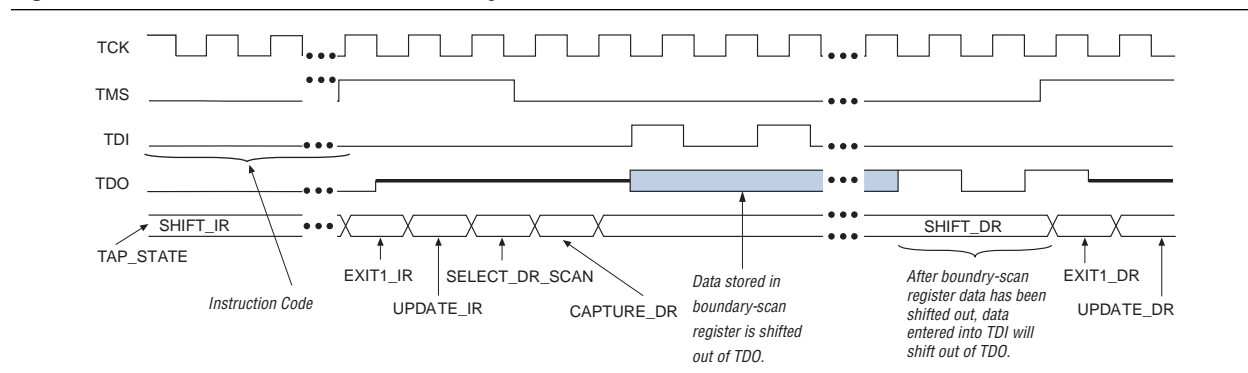 TCK
TMS
TDI
TDO
SHIFT_IR
SHIFT_DR
TAP_STATE
EXIT1_IR
SELECT_DR_SCAN
Instruction Code
UPDATE_IR
CAPTURE_DR
Data stored in
boundary-scan
register is shifted
out of TDO.
After boundry-scan
register data has been
shifted out, data
entered into TDI will
shift out of TDO.
EXIT1_DR
UPDATE_DR